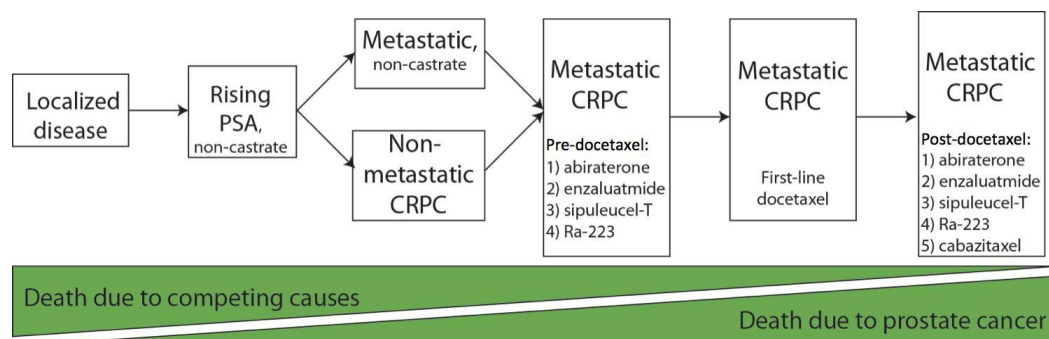 Localized
disease
Rising
PSA,
non-castrate
Metastatic,
non-castrate
Non-
metastatic
CRPC
Metastatic
CRPC
Pre-docetaxel:
1) abiraterone
2) enzaluatmide
3) sipuleucel-T
4) Ra-223
Metastatic
CRPC
First-line
docetaxel
Metastatic
CRPC
Post-docetaxel:
1) abiraterone
2) enzaluatmide
3) sipuleucel-T
4) Ra-223
5) cabazitaxel
Death due to competing causes
Death due to prostate cancer